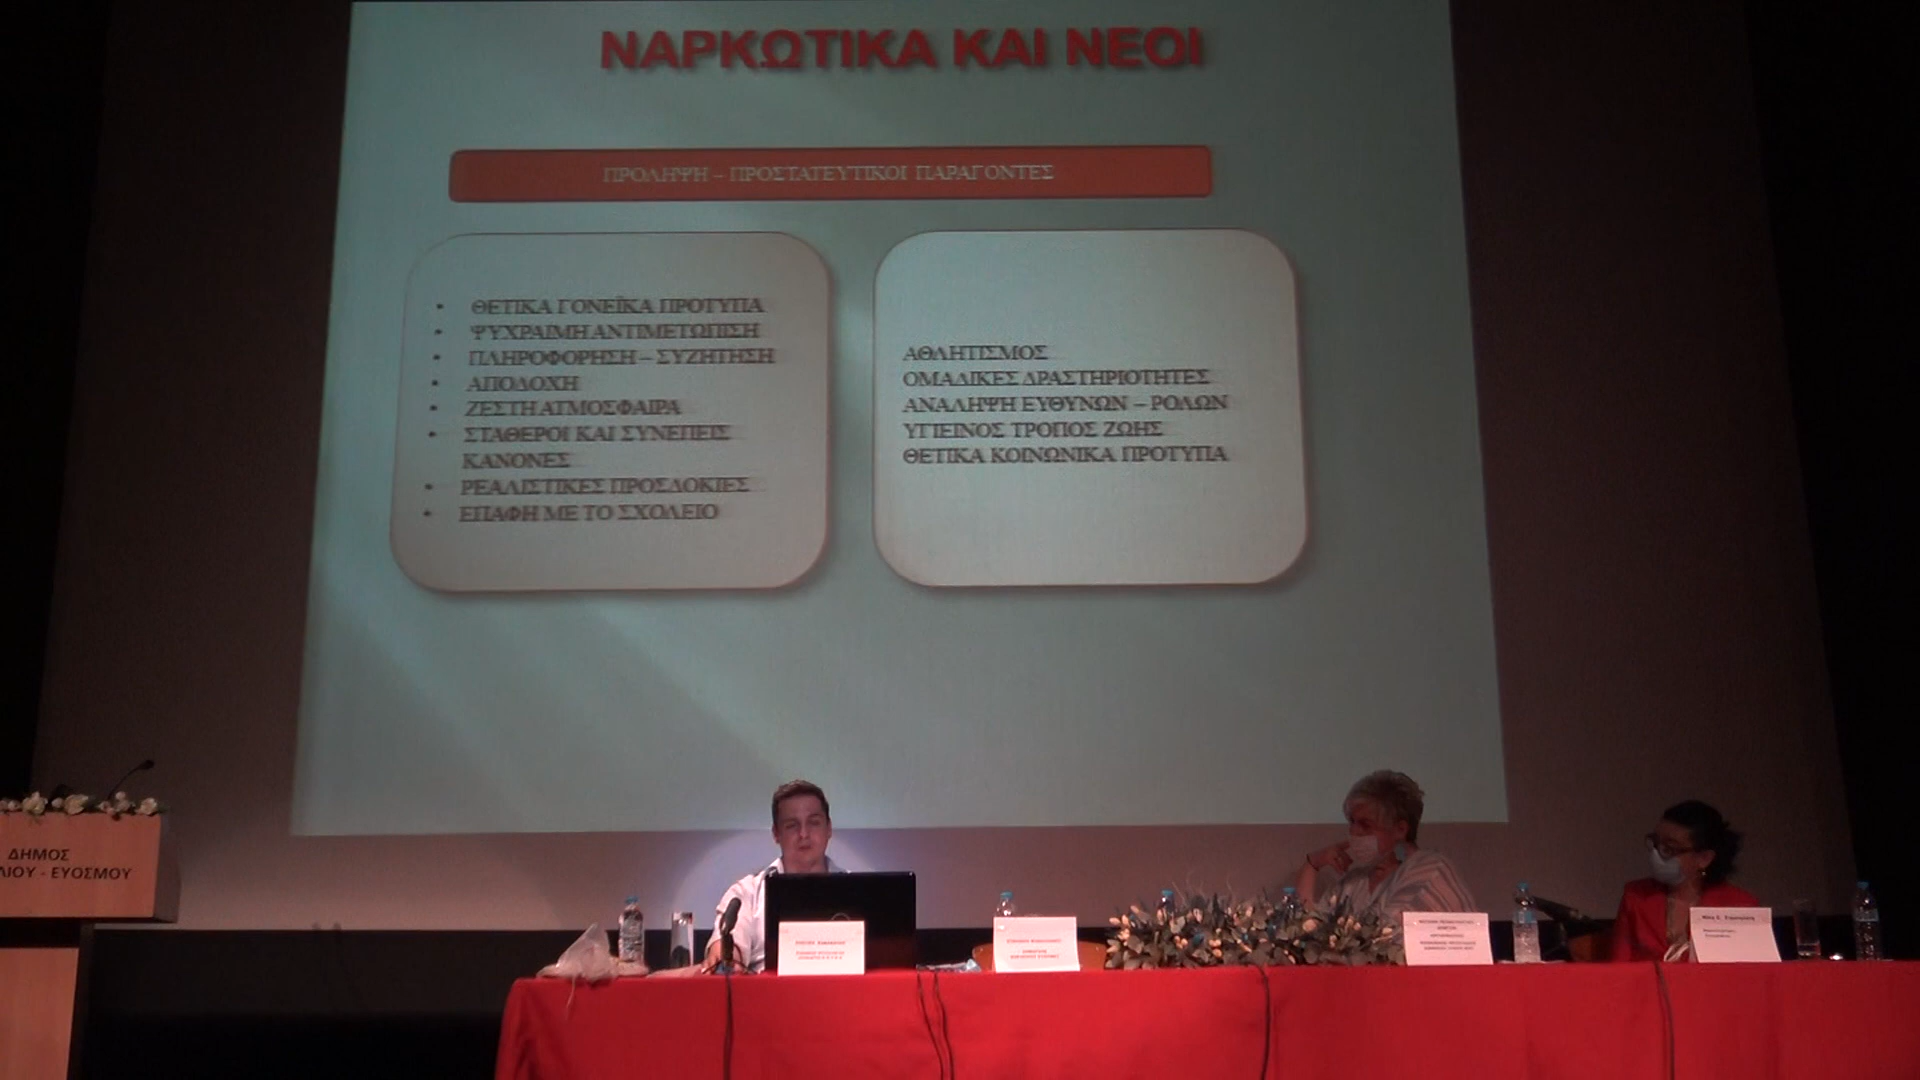 ΝΑΡΚΩΤΙΚΑ ΚΑΙ ΝΕΟΙ
ΠΡΟΛΗΨΗ – ΠΡΟΣΤΑΤΕΥΤΙΚΟΙ ΠΑΡΑΓΟΝΤΕΣ
• ΘΕΤΙΚΑ ΓΟΝΕΪΚΑ ΠΡΟΤΥΠΑ
• ΨΥΧΡΑΙΜΗ ΑΝΤΙΜΕΤΩΠΙΣΗ
• ΠΛΗΡΟΦΟΡΗΣΗ – ΣΥΖΗΤΗΣΗ
• ΑΠΟΔΟΧΗ
• ΖΕΣΤΗ ΑΤΜΟΣΦΑΙΡΑ
• ΣΤΑΘΕΡΟΙ ΚΑΙ ΣΥΝΕΠΕΙΣ
ΚΑΝΟΝΕΣ
• ΡΕΑΛΙΣΤΙΚΕΣ ΠΡΟΣΔΟΚΙΕΣ
• ΕΠΑΦΗ ΜΕ ΤΟ ΣΧΟΛΕΙΟ
ΑΘΛΗΤΙΣΜΟΣ
ΟΜΑΔΙΚΕΣ ΔΡΑΣΤΗΡΙΟΤΗΤΕΣ
ΑΝΑΛΗΨΗ ΕΥΘΥΝΩΝ – ΡΟΛΩΝ
ΥΓΙΕΙΝΟΣ ΤΡΟΠΟΣ ΖΩΗΣ
ΘΕΤΙΚΑ ΚΟΙΝΩΝΙΚΑ ΠΡΟΤΥΠΑ
ΔΗΜΟΣ
ΛΙΟΥ - ΕΥΟΣΜΟΥ